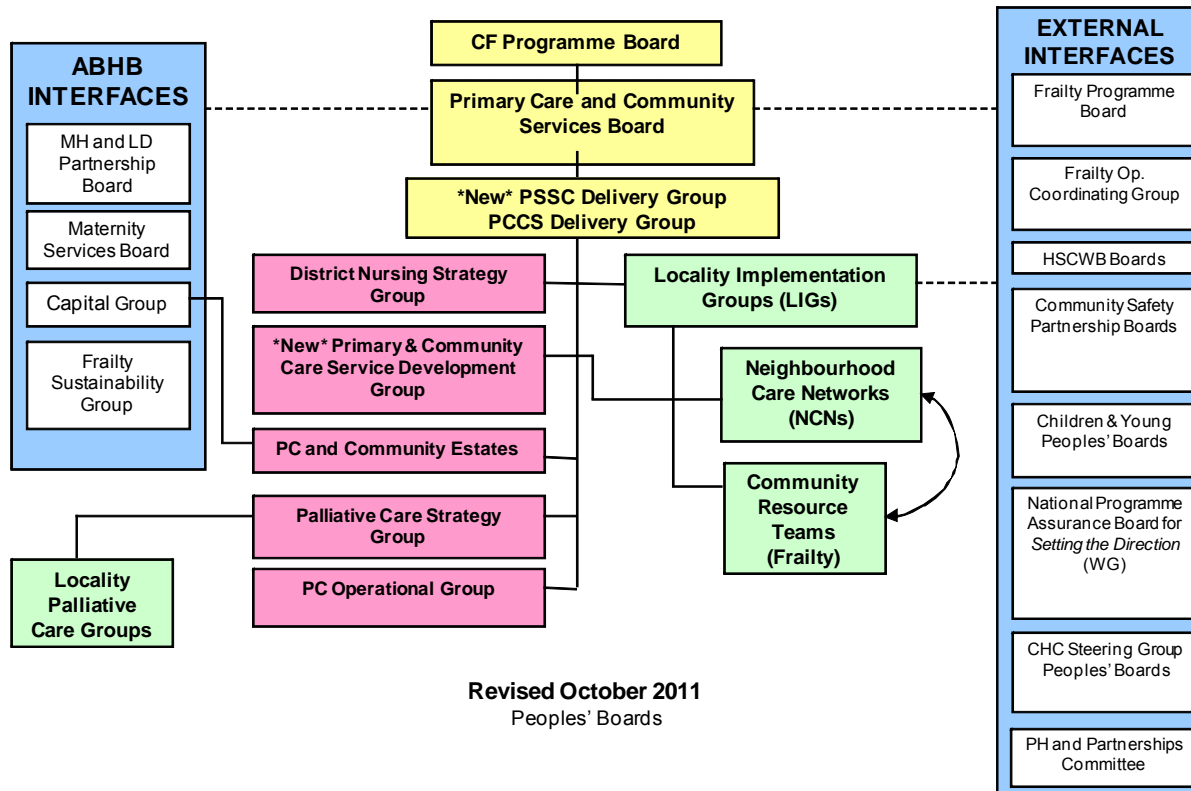 ABHB
INTERFACES
MH and LD
Partnership
Board
Maternity
Services Board
Capital Group
Frailty
Sustainability
Group
CF Programme Board
Primary Care and Community
Services Board
*New* PSSC Delivery Group
PCCS Delivery Group
District Nursing Strategy
Group
*New* Primary & Community
Care Service Development
Group
PC and Community Estates
Palliative Care Strategy
Group
PC Operational Group
Locality
Palliative
Care Groups
Locality Implementation
Groups (LIGs)
Neighbourhood
Care Networks
(NCNs)
Community
Resource
Teams
(Frailty)
Revised October 2011
Peoples' Boards
EXTERNAL
INTERFACES
Frailty Programme
Board
Frailty Op.
Coordinating Group
HSCWB Boards
Community Safety
Partnership Boards
Children & Young
Peoples' Boards
National Programme
Assurance Board for
Setting the Direction
(WG)
CHC Steering Group
Peoples' Boards
PH and Partnerships
Committee